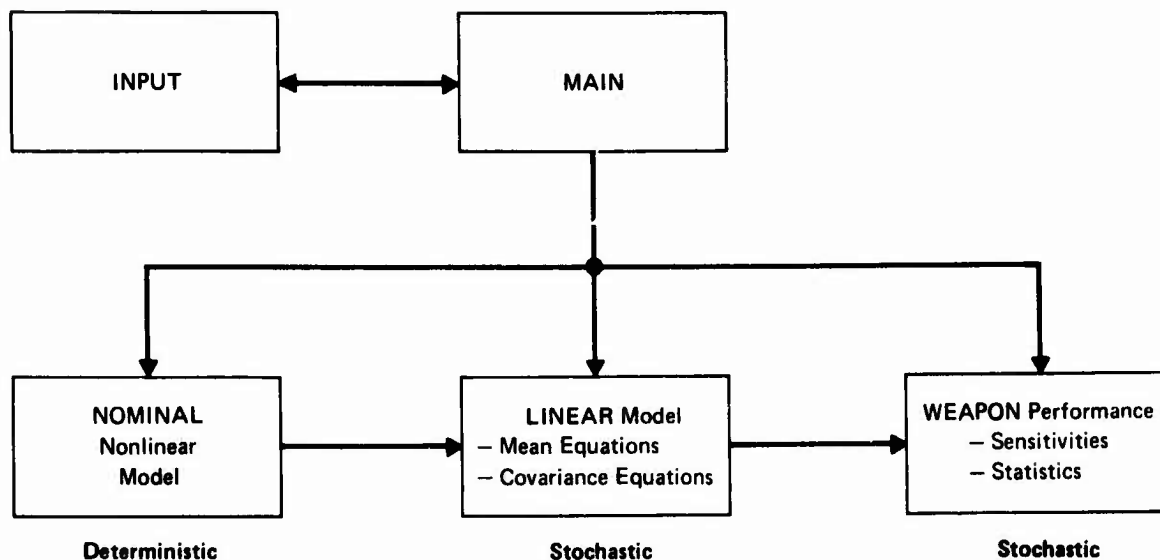 INPUT
MAIN
NOMINAL
Nonlinear
Model
LINEAR Model
– Mean Equations
– Covariance Equations
WEAPON Performance
– Sensitivities
– Statistics
Deterministic
Stochastic
Stochastic